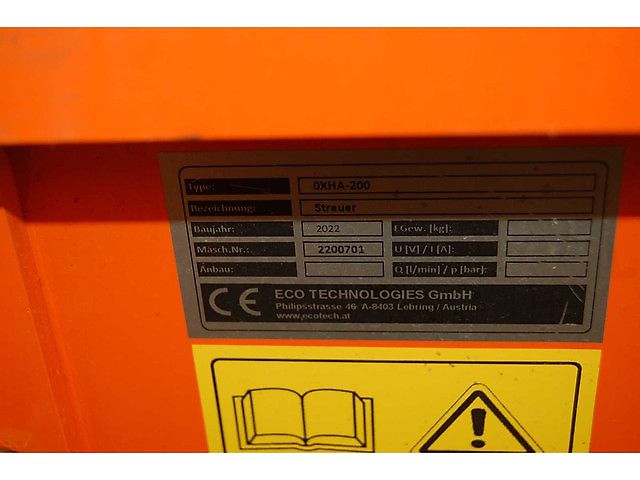 Type: 0XHA-200
Bezeichnung: Streuer
Baujahr: 2022 EGew. [kg]:
Masch.Nr.: 2200701 U [V] / I [A]:
Anbau: Q [l/min] / p [bar]:
CE ECO TECHNOLOGIES GmbH
Philipsstrasse 46 A-8403 Lebring / Austria
www.ecotech.at